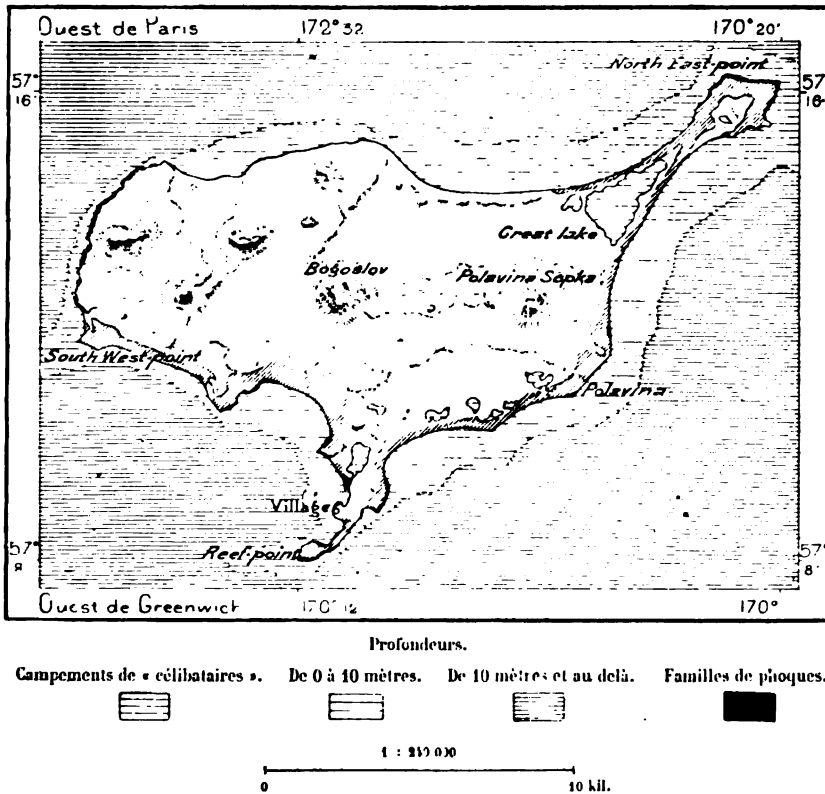 Ouest de Paris 172° 32 170° 20'
North East-point
57° 16' 57° 16'
Great lake
Bogoslov Polavina Sopka
South West-point
Polavina
Village
Reef-point
57° 8' 57° 8'
Ouest de Greenwich 170° 12 170°
Profondeurs.
Campements de « célibataires ». De 0 à 10 mètres. De 10 mètres et au delà. Familles de phoques.
0 10 kil.